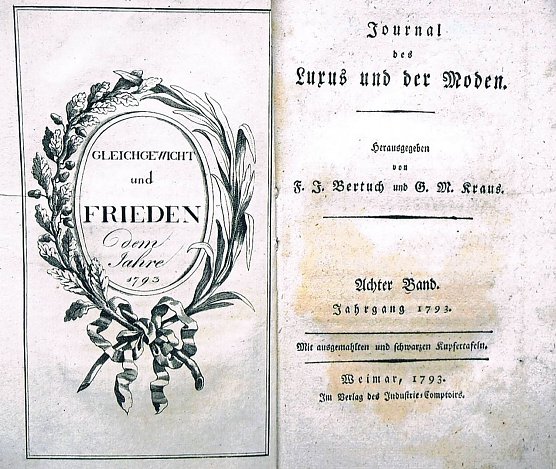 GLEICHGEWICHT
und
FRIEDEN
dem
Jahre
1793
Journal
des
Luxus und der Moden.
Herausgegeben
von
F. J. Bertuch und G. M. Kraus.
Achter Band.
Jahrgang 1793.
Mit ausgemahlten und schwarzen Kupfertafeln.
Weimar, 1793.
Im Verlag des Industrie-Comptoirs.